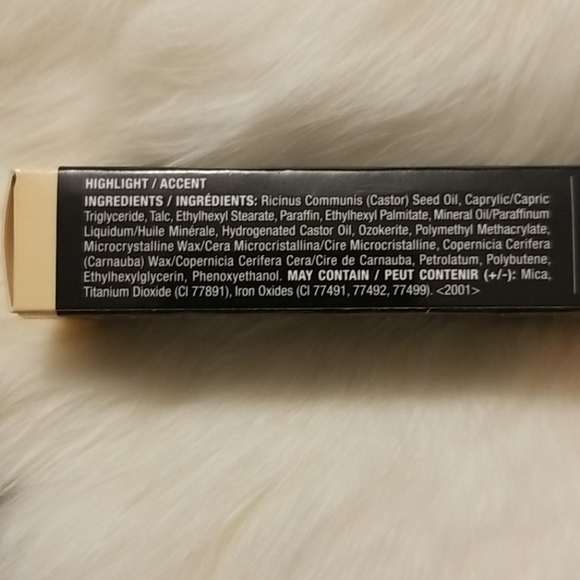 HIGHLIGHT / ACCENT
INGREDIENTS / INGRÉDIENTS: Ricinus Communis (Castor) Seed Oil, Caprylic/Capric
Triglyceride, Talc, Ethylhexyl Stearate, Paraffin, Ethylhexyl Palmitate, Mineral Oil/Paraffinum
Liquidum/Huile Minérale, Hydrogenated Castor Oil, Ozokerite, Polymethyl Methacrylate,
Microcrystalline Wax/Cera Microcristallina/Cire Microcristalline, Copernicia Cerifera
(Carnauba) Wax/Copernicia Cerifera Cera/Cire de Carnauba, Petrolatum, Polybutene,
Ethylhexylglycerin, Phenoxyethanol. MAY CONTAIN / PEUT CONTENIR (+/-): Mica,
Titanium Dioxide (CI 77891), Iron Oxides (CI 77491, 77492, 77499). <2001>